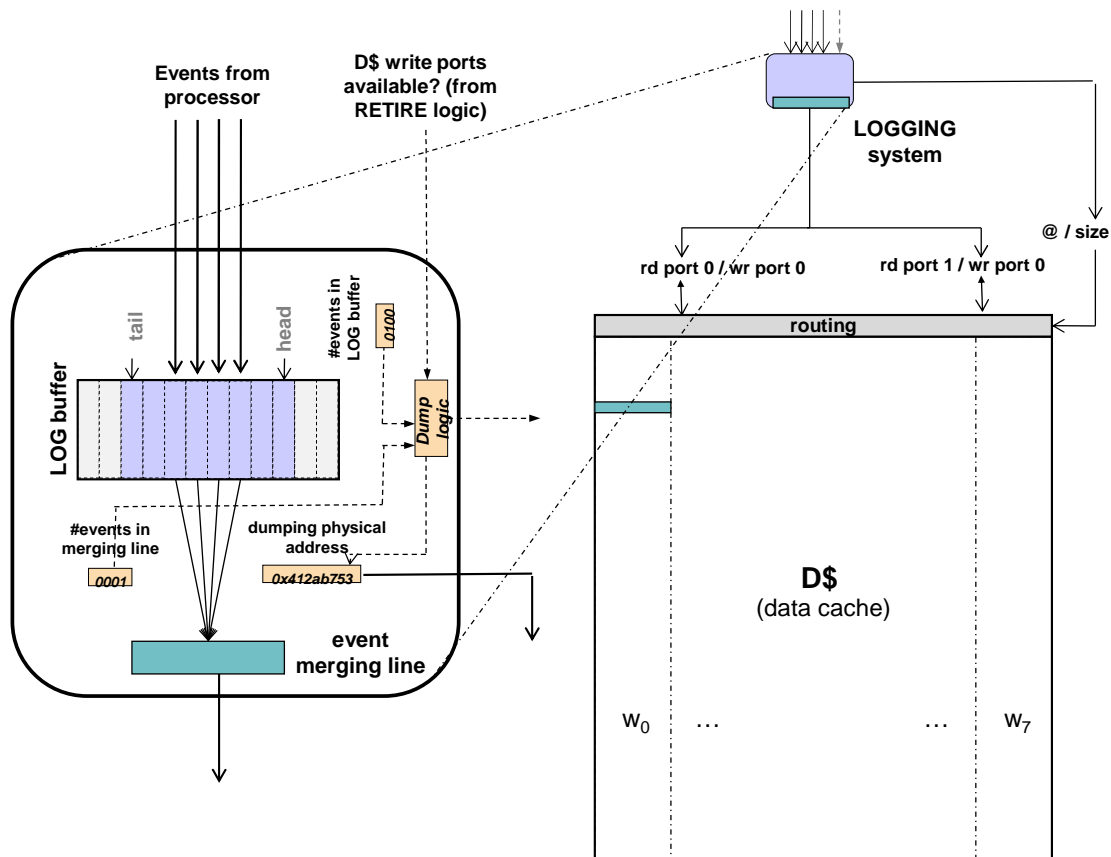 Events from
processor
D$ write ports
available? (from
RETIRE logic)
LOGGING
system
@ / size
rd port 0 / wr port 0
rd port 1 / wr port 0
routing
tail
head
#events in
LOG buffer
0100
LOG buffer
Dump
logic
#events in
merging line
0001
dumping physical
address
0x412ab753
event
merging line
D$
(data cache)
w0
…
…
w7